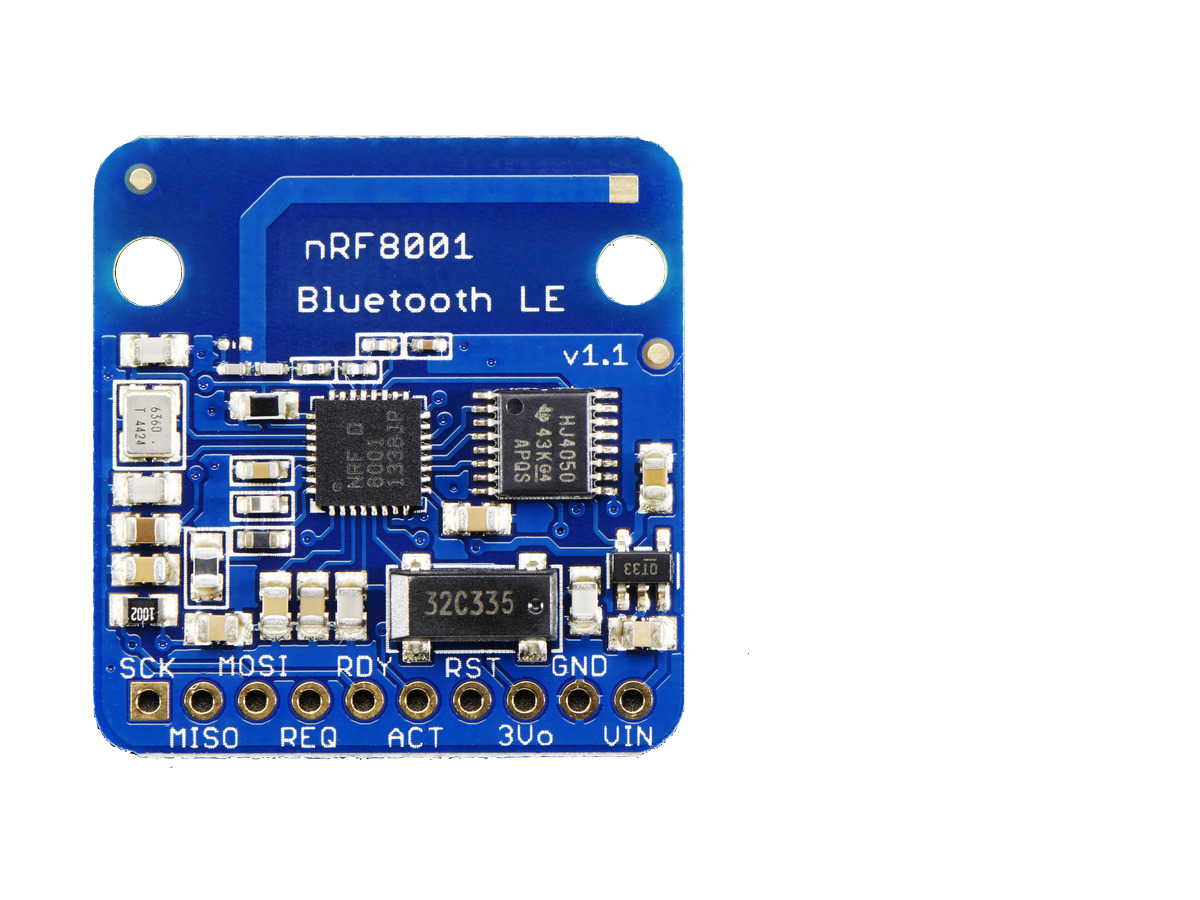 nRF8001
Bluetooth LE
v1.1
6360.
T 4424
NRF D
8001
1338JP
HJ4050
43KG4
APQS
32C335
1002
SCK MOSI RDY RST GND
MISO REQ ACT 3Vo VIN